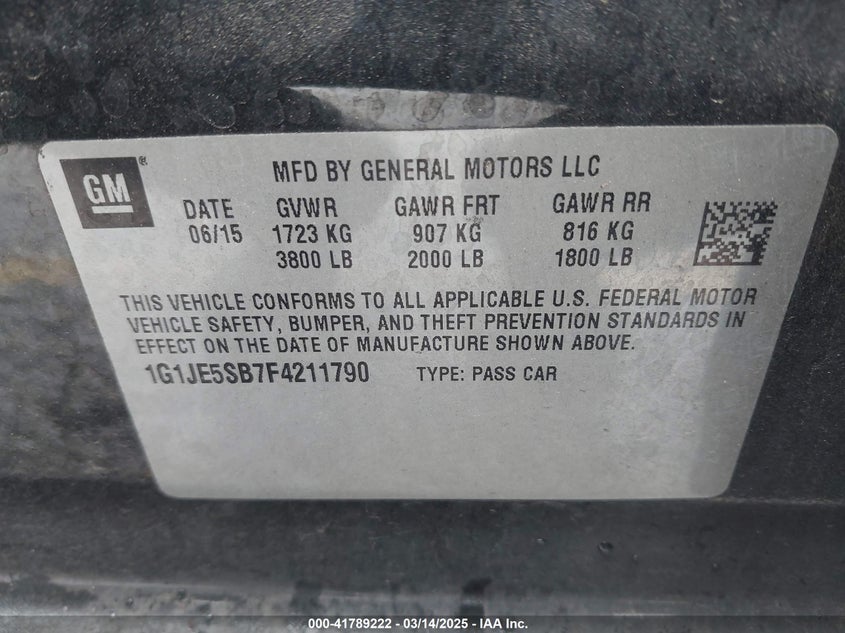 GM®
MFD BY GENERAL MOTORS LLC
DATE GVWR GAWR FRT GAWR RR
06/15 1723 KG 907 KG 816 KG
3800 LB 2000 LB 1800 LB
THIS VEHICLE CONFORMS TO ALL APPLICABLE U.S. FEDERAL MOTOR
VEHICLE SAFETY, BUMPER, AND THEFT PREVENTION STANDARDS IN
EFFECT ON THE DATE OF MANUFACTURE SHOWN ABOVE.
1G1JE5SB7F4211790 TYPE: PASS CAR
000-41789222 - 03/14/2025 - IAA Inc.